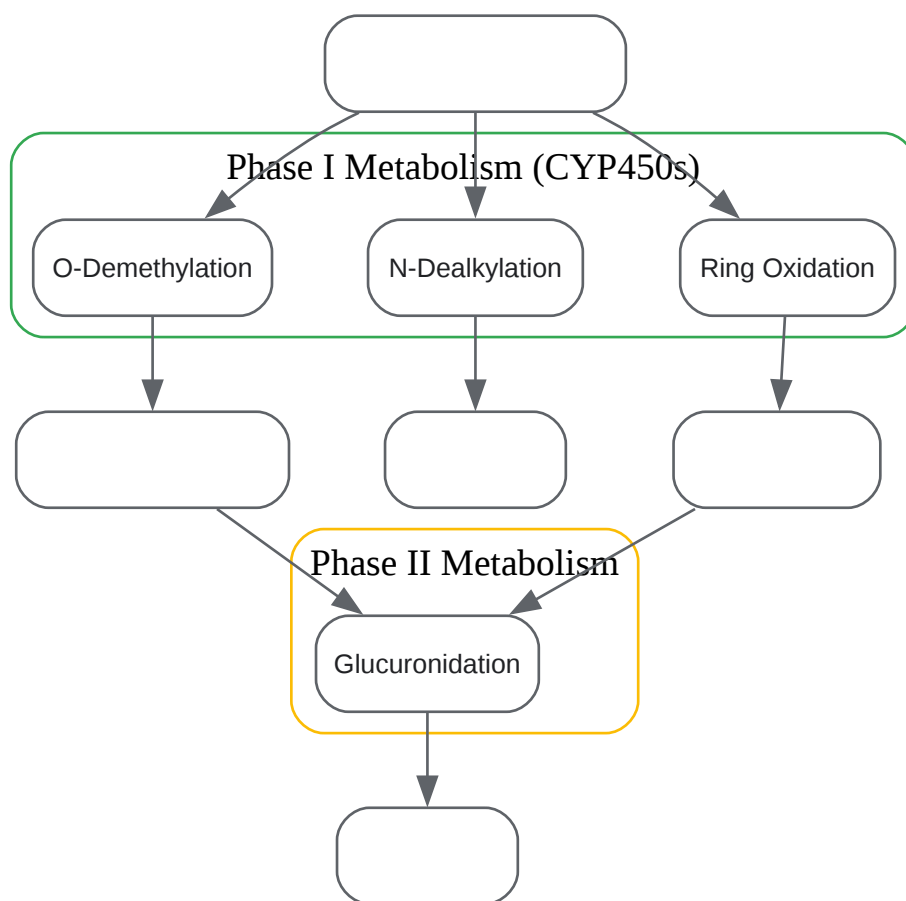 Phase I Metabolism (CYP450s)
O-Demethylation
N-Dealkylation
Ring Oxidation
Phase II Metabolism
Glucuronidation